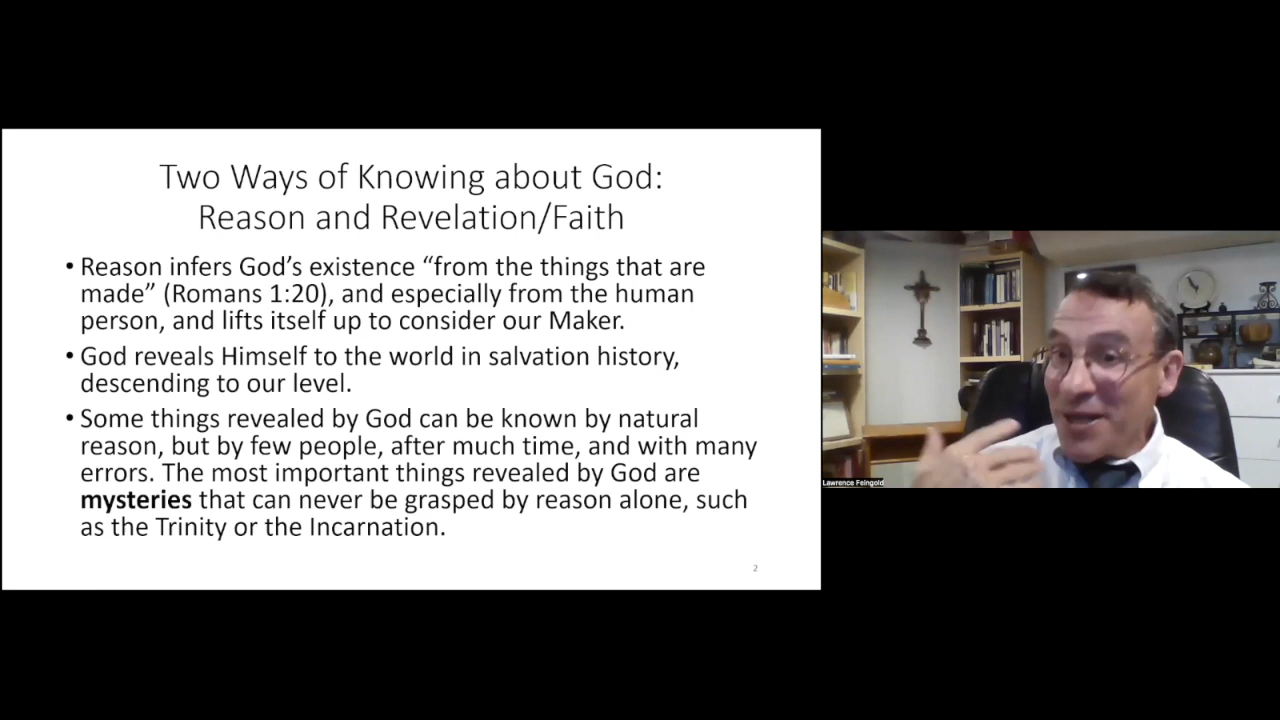 Two Ways of Knowing about God:
Reason and Revelation/Faith
• Reason infers God’s existence “from the things that are
made” (Romans 1:20), and especially from the human
person, and lifts itself up to consider our Maker.
• God reveals Himself to the world in salvation history,
descending to our level.
• Some things revealed by God can be known by natural
reason, but by few people, after much time, and with many
errors. The most important things revealed by God are
mysteries that can never be grasped by reason alone, such
as the Trinity or the Incarnation.
2
Lawrence Feingold